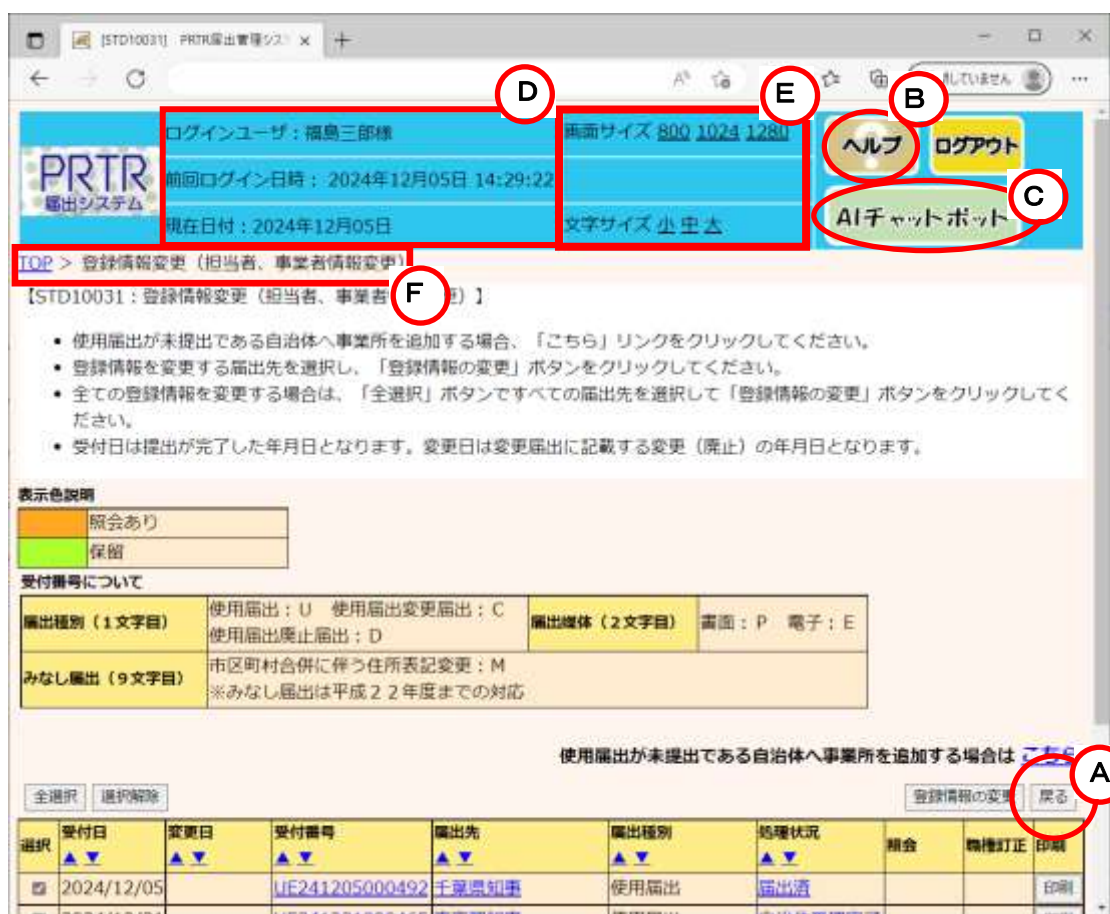 [STD10031] PRTR届出管理シス
していません
D
E
B
ログインユーザ：福島三郎様
画面サイズ 800 1024 1280
ヘルプ
ログアウト
PRTR
届出システム
前回ログイン日時： 2024年12月05日 14:29:22
C
AIチャットボット
現在日付：2024年12月05日
文字サイズ 小 中 大
TOP > 登録情報変更（担当者、事業者情報変更）
F
【STD10031：登録情報変更（担当者、事業者 更）】
• 使用届出が未提出である自治体へ事業所を追加する場合、「こちら」リンクをクリックしてください。
• 登録情報を変更する届出先を選択し、「登録情報の変更」ボタンをクリックしてください。
• 全ての登録情報を変更する場合は、「全選択」ボタンですべての届出先を選択して「登録情報の変更」ボタンをクリックしてく
ださい。
• 受付日は提出が完了した年月日となります。変更日は変更届出に記載する変更（廃止）の年月日となります。
表示色説明
照会あり
保留
受付番号について
届出種別（1文字目）
使用届出：U 使用届出変更届出：C
使用届出廃止届出：D
届出媒体（2文字目）
書面：P 電子：E
みなし届出（9文字目）
市区町村合併に伴う住所表記変更：M
※みなし届出は平成２２年度までの対応
使用届出が未提出である自治体へ事業所を追加する場合は こちら
A
全選択 選択解除
登録情報の変更 戻る
選択 受付日 変更日 受付番号 届出先 届出種別 処理状況 照会 職権訂正 印刷
▲ ▼ ▲ ▼ ▲ ▼ ▲ ▼ ▲ ▼ ▲ ▼
2024/12/05 UE241205000492 千葉県知事 使用届出 届出済 印刷